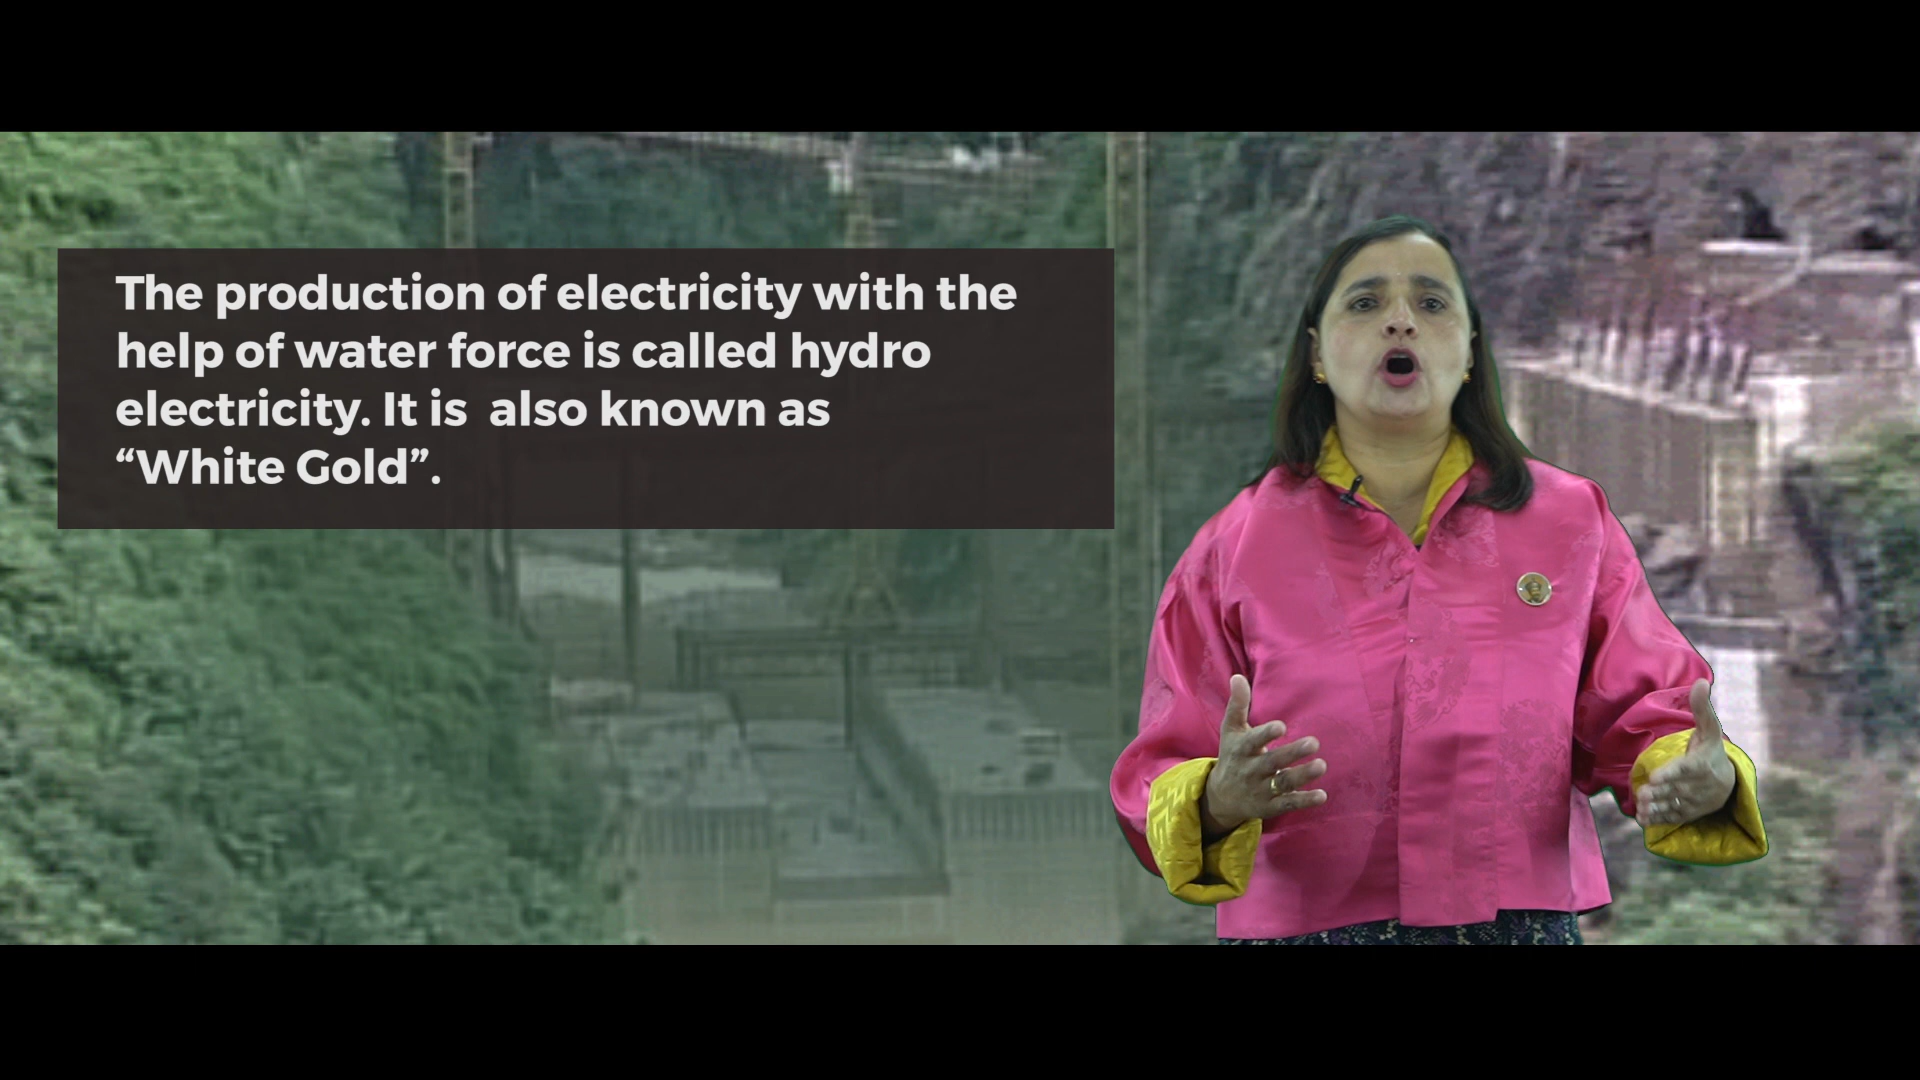 The production of electricity with the
help of water force is called hydro
electricity. It is  also known as
“White Gold”.